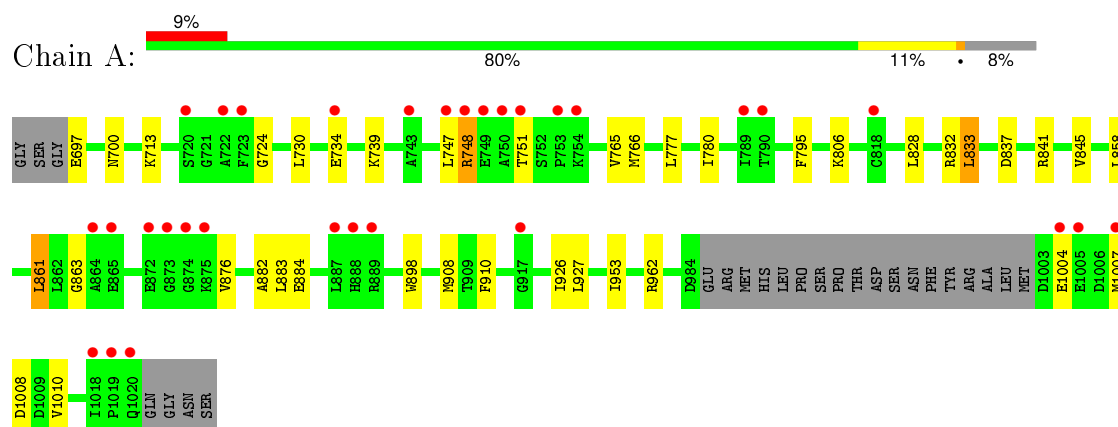 9%
Chain A:
80% 11% • 8%
GLY SER GLY E697 N700 K713 S720 G721 A722 F723 G724 L730 E734 K739 A743 L747 R748 E749 A750 T751 S752 P753 K754 V765 M766 L777 I780 I789 T790 F795 K806 C818 L828 R832 L833 D837 R841 V845 L858
L861 L862 G863 A864 E865 E872 G873 G874 K875 V876 A882 L883 E884 L887 H888 R889 W898 M908 T909 F910 G917 I926 L927 I953 R962 D984 GLU ARG MET HIS LEU PRO SER PRO THR ASP SER ASN PHE TYR ARG ALA LEU MET D1003 E1004 E1005 D1006 M1007
D1008 D1009 V1010 I1018 P1019 Q1020 GLN GLY ASN SER